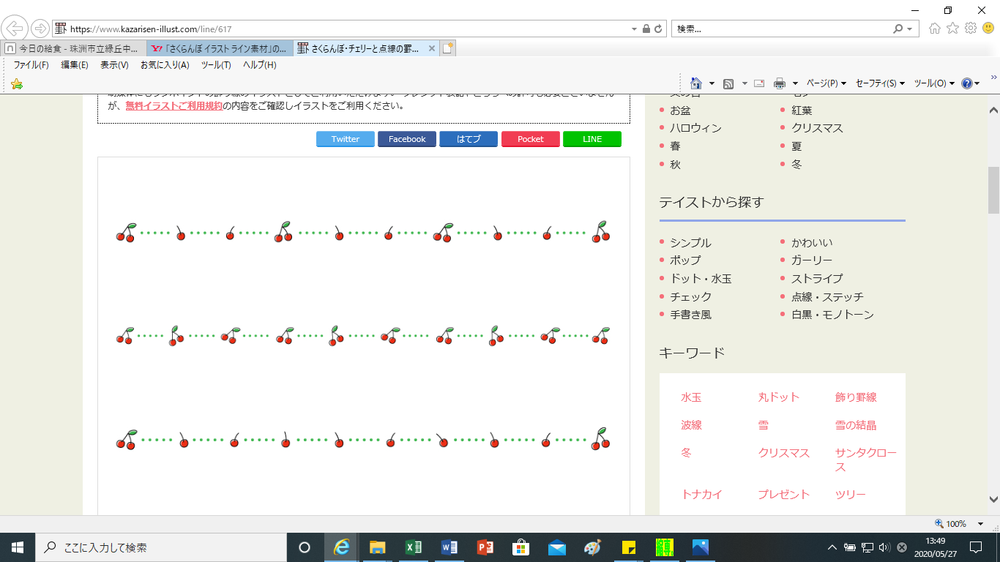 https://www.kazarisen-illust.com/line/617
検索...
今日の給食 - 珠洲市立緑丘中...
「さくらんぼ イラスト ライン素材」の...
さくらんぼ・チェリーと点線の罫...
ファイル(F) 編集(E) 表示(V) お気に入り(A) ツール(T) ヘルプ(H)
ページ(P) セーフティ(S) ツール(O)
が、無料イラストご利用規約の内容をご確認しイラストをご利用ください。
Twitter Facebook はてブ Pocket LINE
お盆 紅葉
ハロウィン クリスマス
春 夏
秋 冬
テイストから探す
シンプル かわいい
ポップ ガーリー
ドット・水玉 ストライプ
チェック 点線・ステッチ
手書き風 白黒・モノトーン
キーワード
水玉 丸ドット 飾り罫線
波線 雪 雪の結晶
冬 クリスマス サンタクロー
ス
トナカイ プレゼント ツリー
100%
ここに入力して検索
13:49
2020/05/27